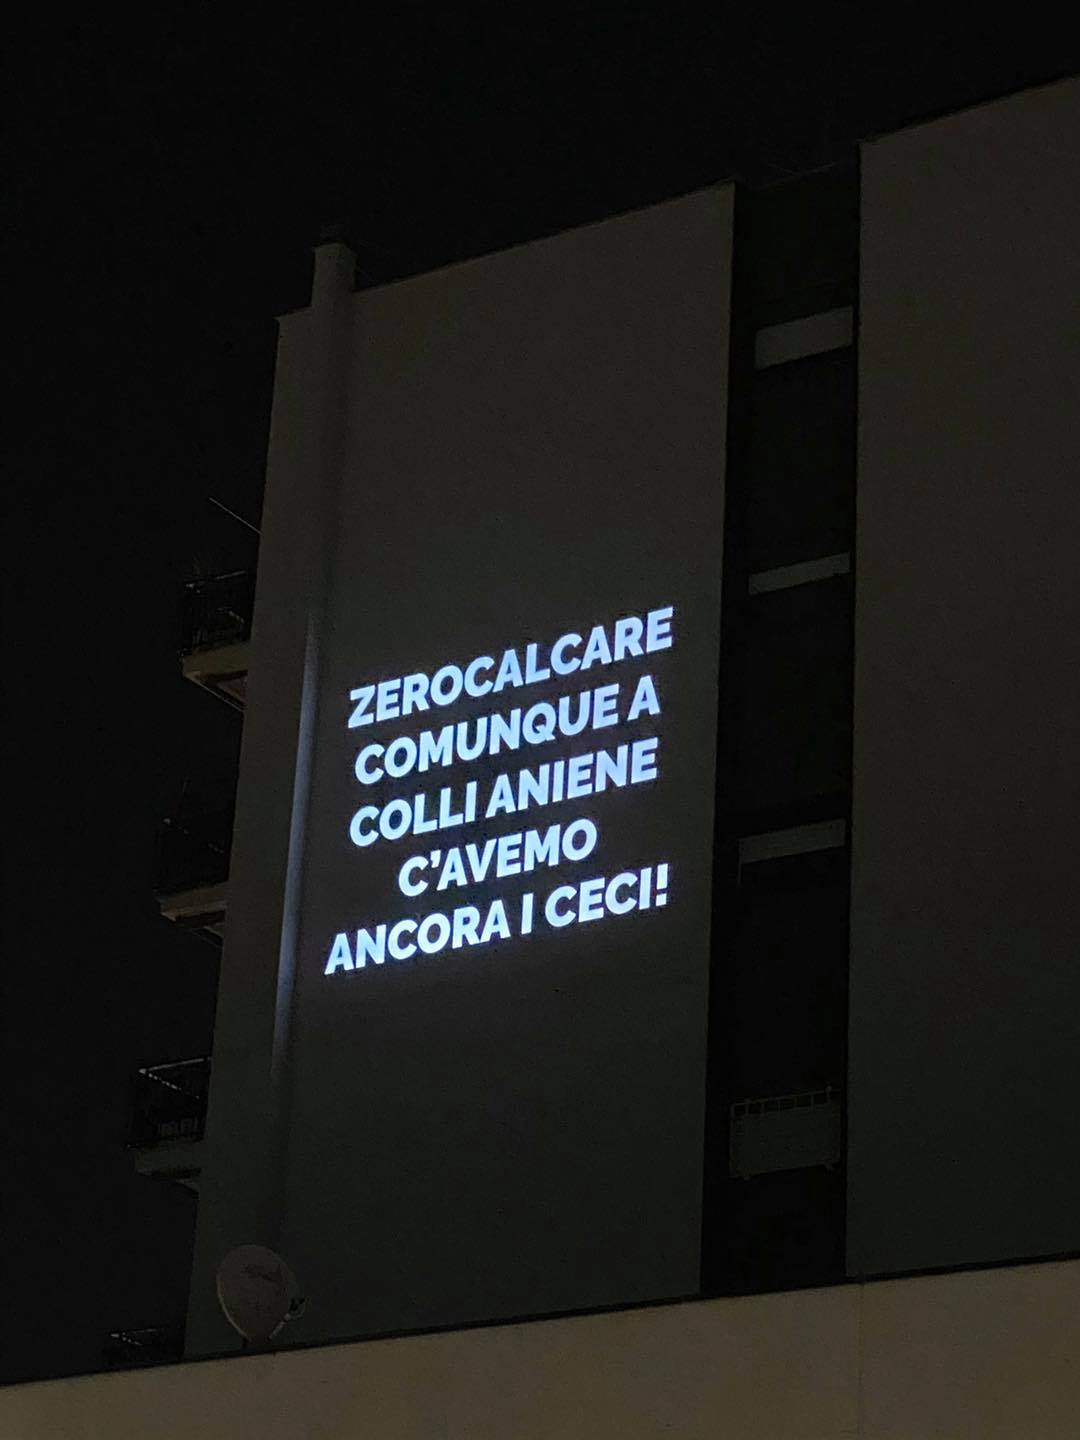 ZEROCALCARE
COMUNQUE A
COLLI ANIENE
C'AVEMO
ANCORA I CECI!